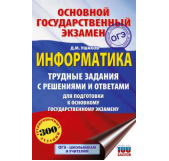 ОСНОВНОЙ ГОСУДАРСТВЕННЫЙ ЭКЗАМЕН
ОГЭ
Д.М. УШАКОВ
ИНФОРМАТИКА
ТРУДНЫЕ ЗАДАНИЯ
С РЕШЕНИЯМИ И ОТВЕТАМИ
ДЛЯ ПОДГОТОВКИ
К ОСНОВНОМУ
ГОСУДАРСТВЕННОМУ ЭКЗАМЕНУ
300
ОГЭ - ШКОЛЬНИКАМ И УЧИТЕЛЯМ
100